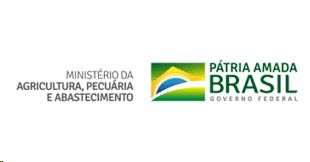 MINISTÉRIO DA
AGRICULTURA, PECUÁRIA
E ABASTECIMENTO
PÁTRIA AMADA
BRASIL
GOVERNO FEDERAL